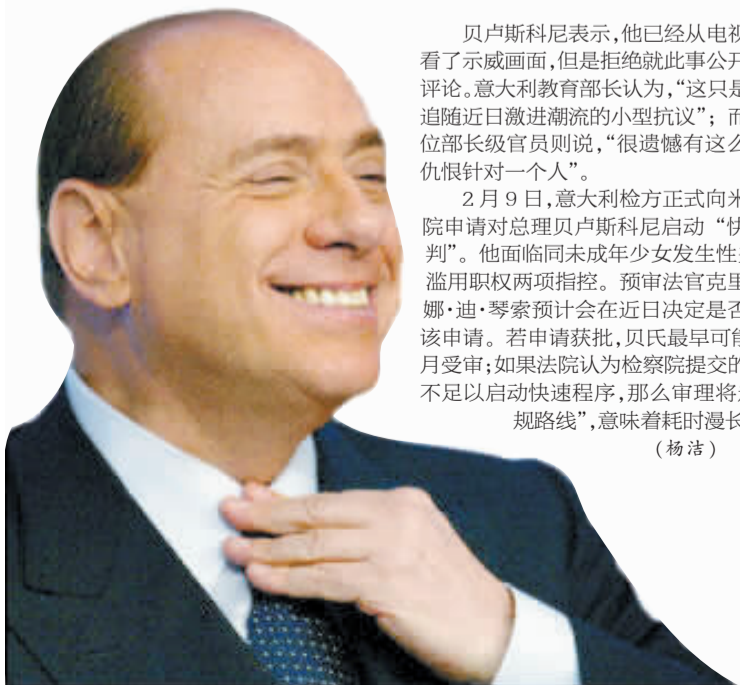 贝卢斯科尼表示,他已经从电视
看了示威画面,但是拒绝就此事公开
评论。意大利教育部长认为,“这只是
追随近日激进潮流的小型抗议”; 而
位部长级官员则说,“很遗憾有这么
仇恨针对一个人”。
2月9日,意大利检方正式向米
院申请对总理贝卢斯科尼启动“快
判”。他面临同未成年少女发生性
滥用职权两项指控。预审法官克里
娜·迪·琴索预计会在近日决定是否
该申请。若申请获批,贝氏最早可能
月受审;如果法院认为检察院提交的
不足以启动快速程序,那么审理将
规路线”,意味着耗时漫长
(杨洁)